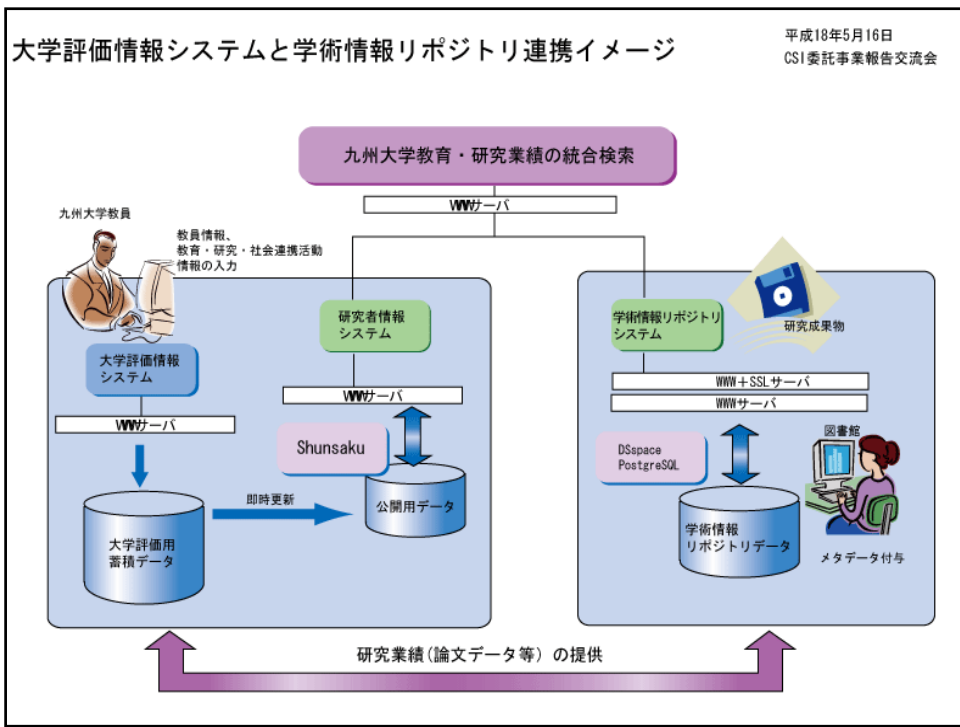 大学評価情報システムと学術情報リポジトリ連携イメージ
平成18年5月16日
CSI委託事業報告交流会
九州大学教育・研究業績の統合検索
WWWサーバ
九州大学教員
教員情報、
教育・研究・社会連携活動
情報の入力
大学評価情報
システム
WWWサーバ
研究者情報
システム
WWWサーバ
Shunsaku
即時更新
公開用データ
大学評価用
蓄積データ
学術情報リポジトリ
システム
研究成果物
WWW+SSLサーバ
WWWサーバ
DSspace
PostgreSQL
図書館
学術情報
リポジトリデータ
メタデータ付与
研究業績(論文データ等)の提供